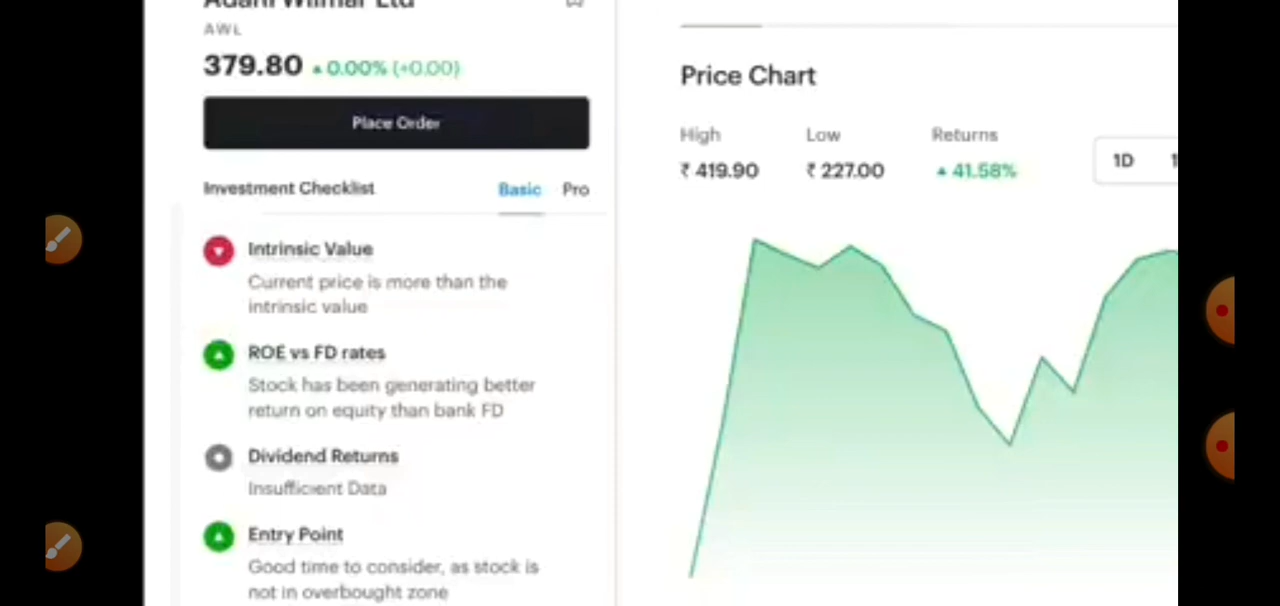 Adani Wilmar Ltd
AWL
379.80 ▲ 0.00% (+0.00)
Place Order
Investment Checklist Basic Pro
Intrinsic Value
Current price is more than the
intrinsic value
ROE vs FD rates
Stock has been generating better
return on equity than bank FD
Dividend Returns
Insufficient Data
Entry Point
Good time to consider, as stock is
not in overbought zone
Price Chart
High Low Returns
₹ 419.90 ₹ 227.00 ▲ 41.58%
1D